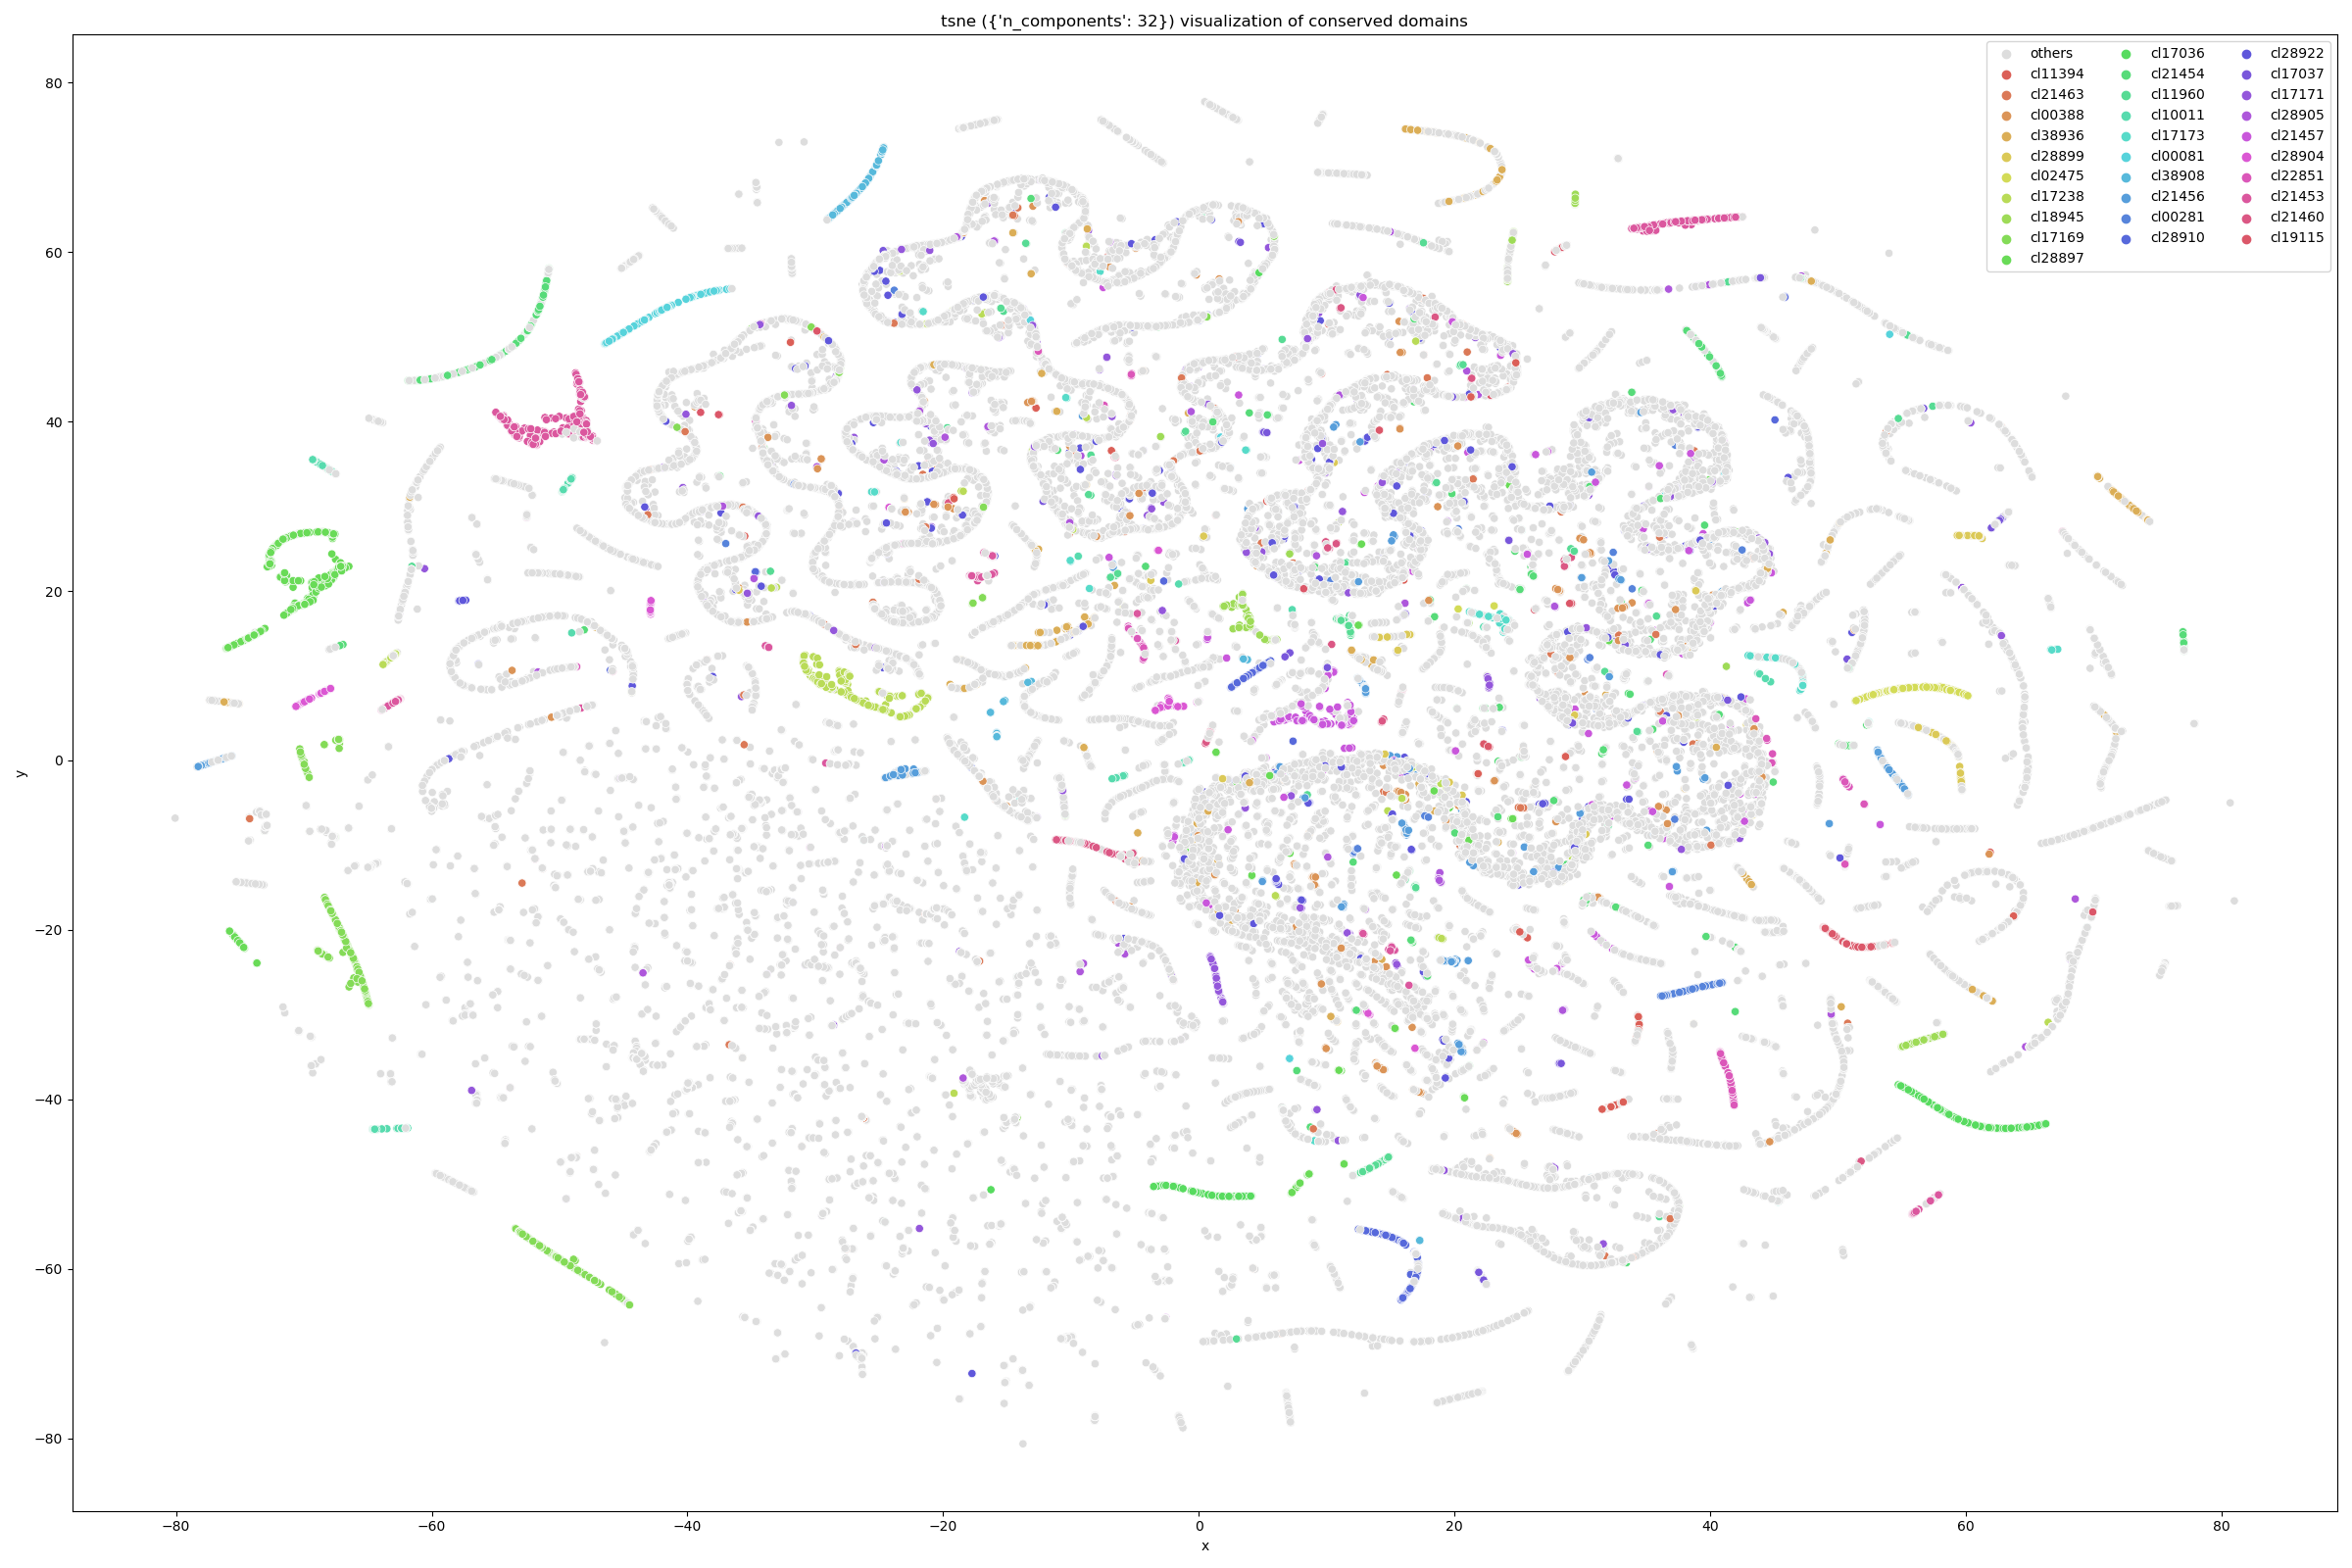 tsne ({'n_components': 32}) visualization of conserved domains
others
cl11394
cl21463
cl00388
cl38936
cl28899
cl02475
cl17238
cl18945
cl17169
cl28897
cl17036
cl21454
cl11960
cl10011
cl17173
cl00081
cl38908
cl21456
cl00281
cl28910
cl28922
cl17037
cl17171
cl28905
cl21457
cl28904
cl22851
cl21453
cl21460
cl19115
80
60
40
20
0
−20
−40
−60
−80
y
−80 −60 −40 −20 0 20 40 60 80
x